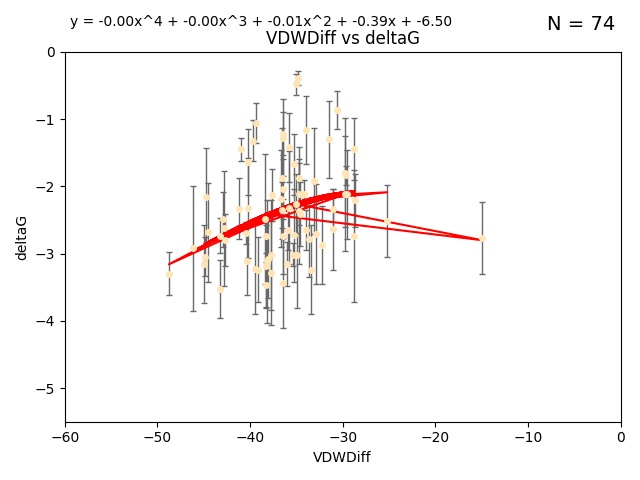 y = -0.00x^4 + -0.00x^3 + -0.01x^2 + -0.39x + -6.50
N = 74
VDWDiff vs deltaG
0
−1
−2
−3
−4
−5
deltaG
−60 −50 −40 −30 −20 −10 0
VDWDiff